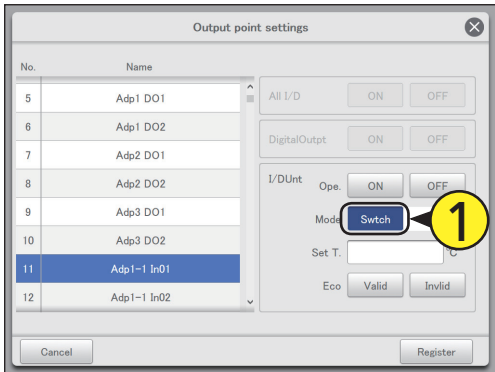 Output point settings
No. Name
5 Adp1 DO1
6 Adp1 DO2
7 Adp2 DO1
8 Adp2 DO2
9 Adp3 DO1
10 Adp3 DO2
11 Adp1-1 In01
12 Adp1-1 In02
All I/D ON OFF
DigitalOutpt ON OFF
I/DUnt Ope. ON OFF
Mode Swtch 1
Set T. C
Eco Valid Invlid
Cancel Register